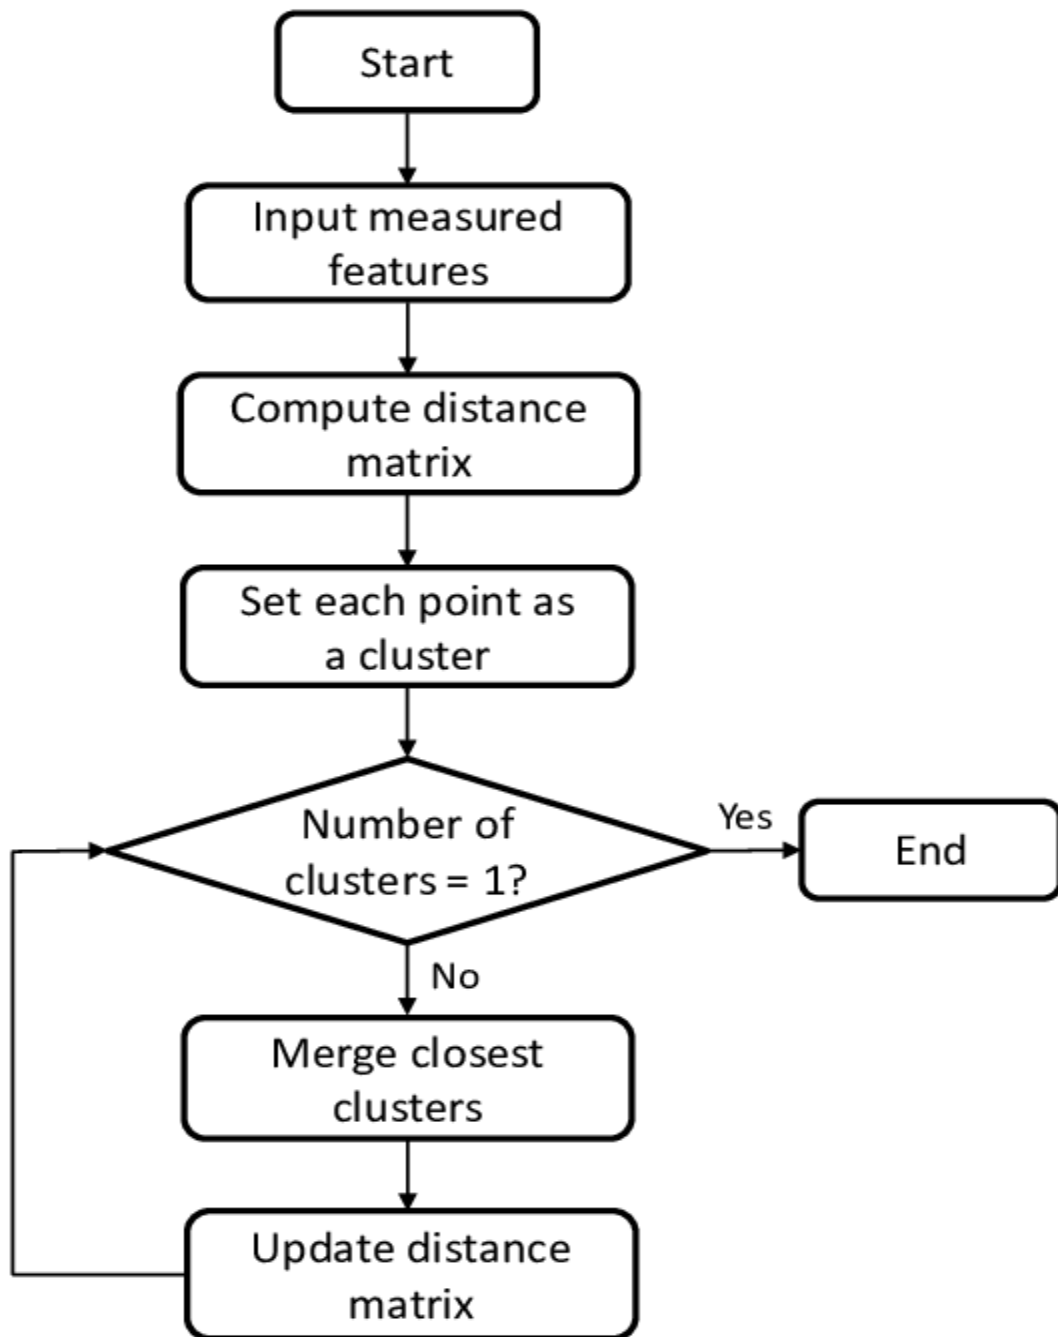 Start
Input measured
features
Compute distance
matrix
Set each point as
a cluster
Number of
clusters = 1?
Yes
End
No
Merge closest
clusters
Update distance
matrix